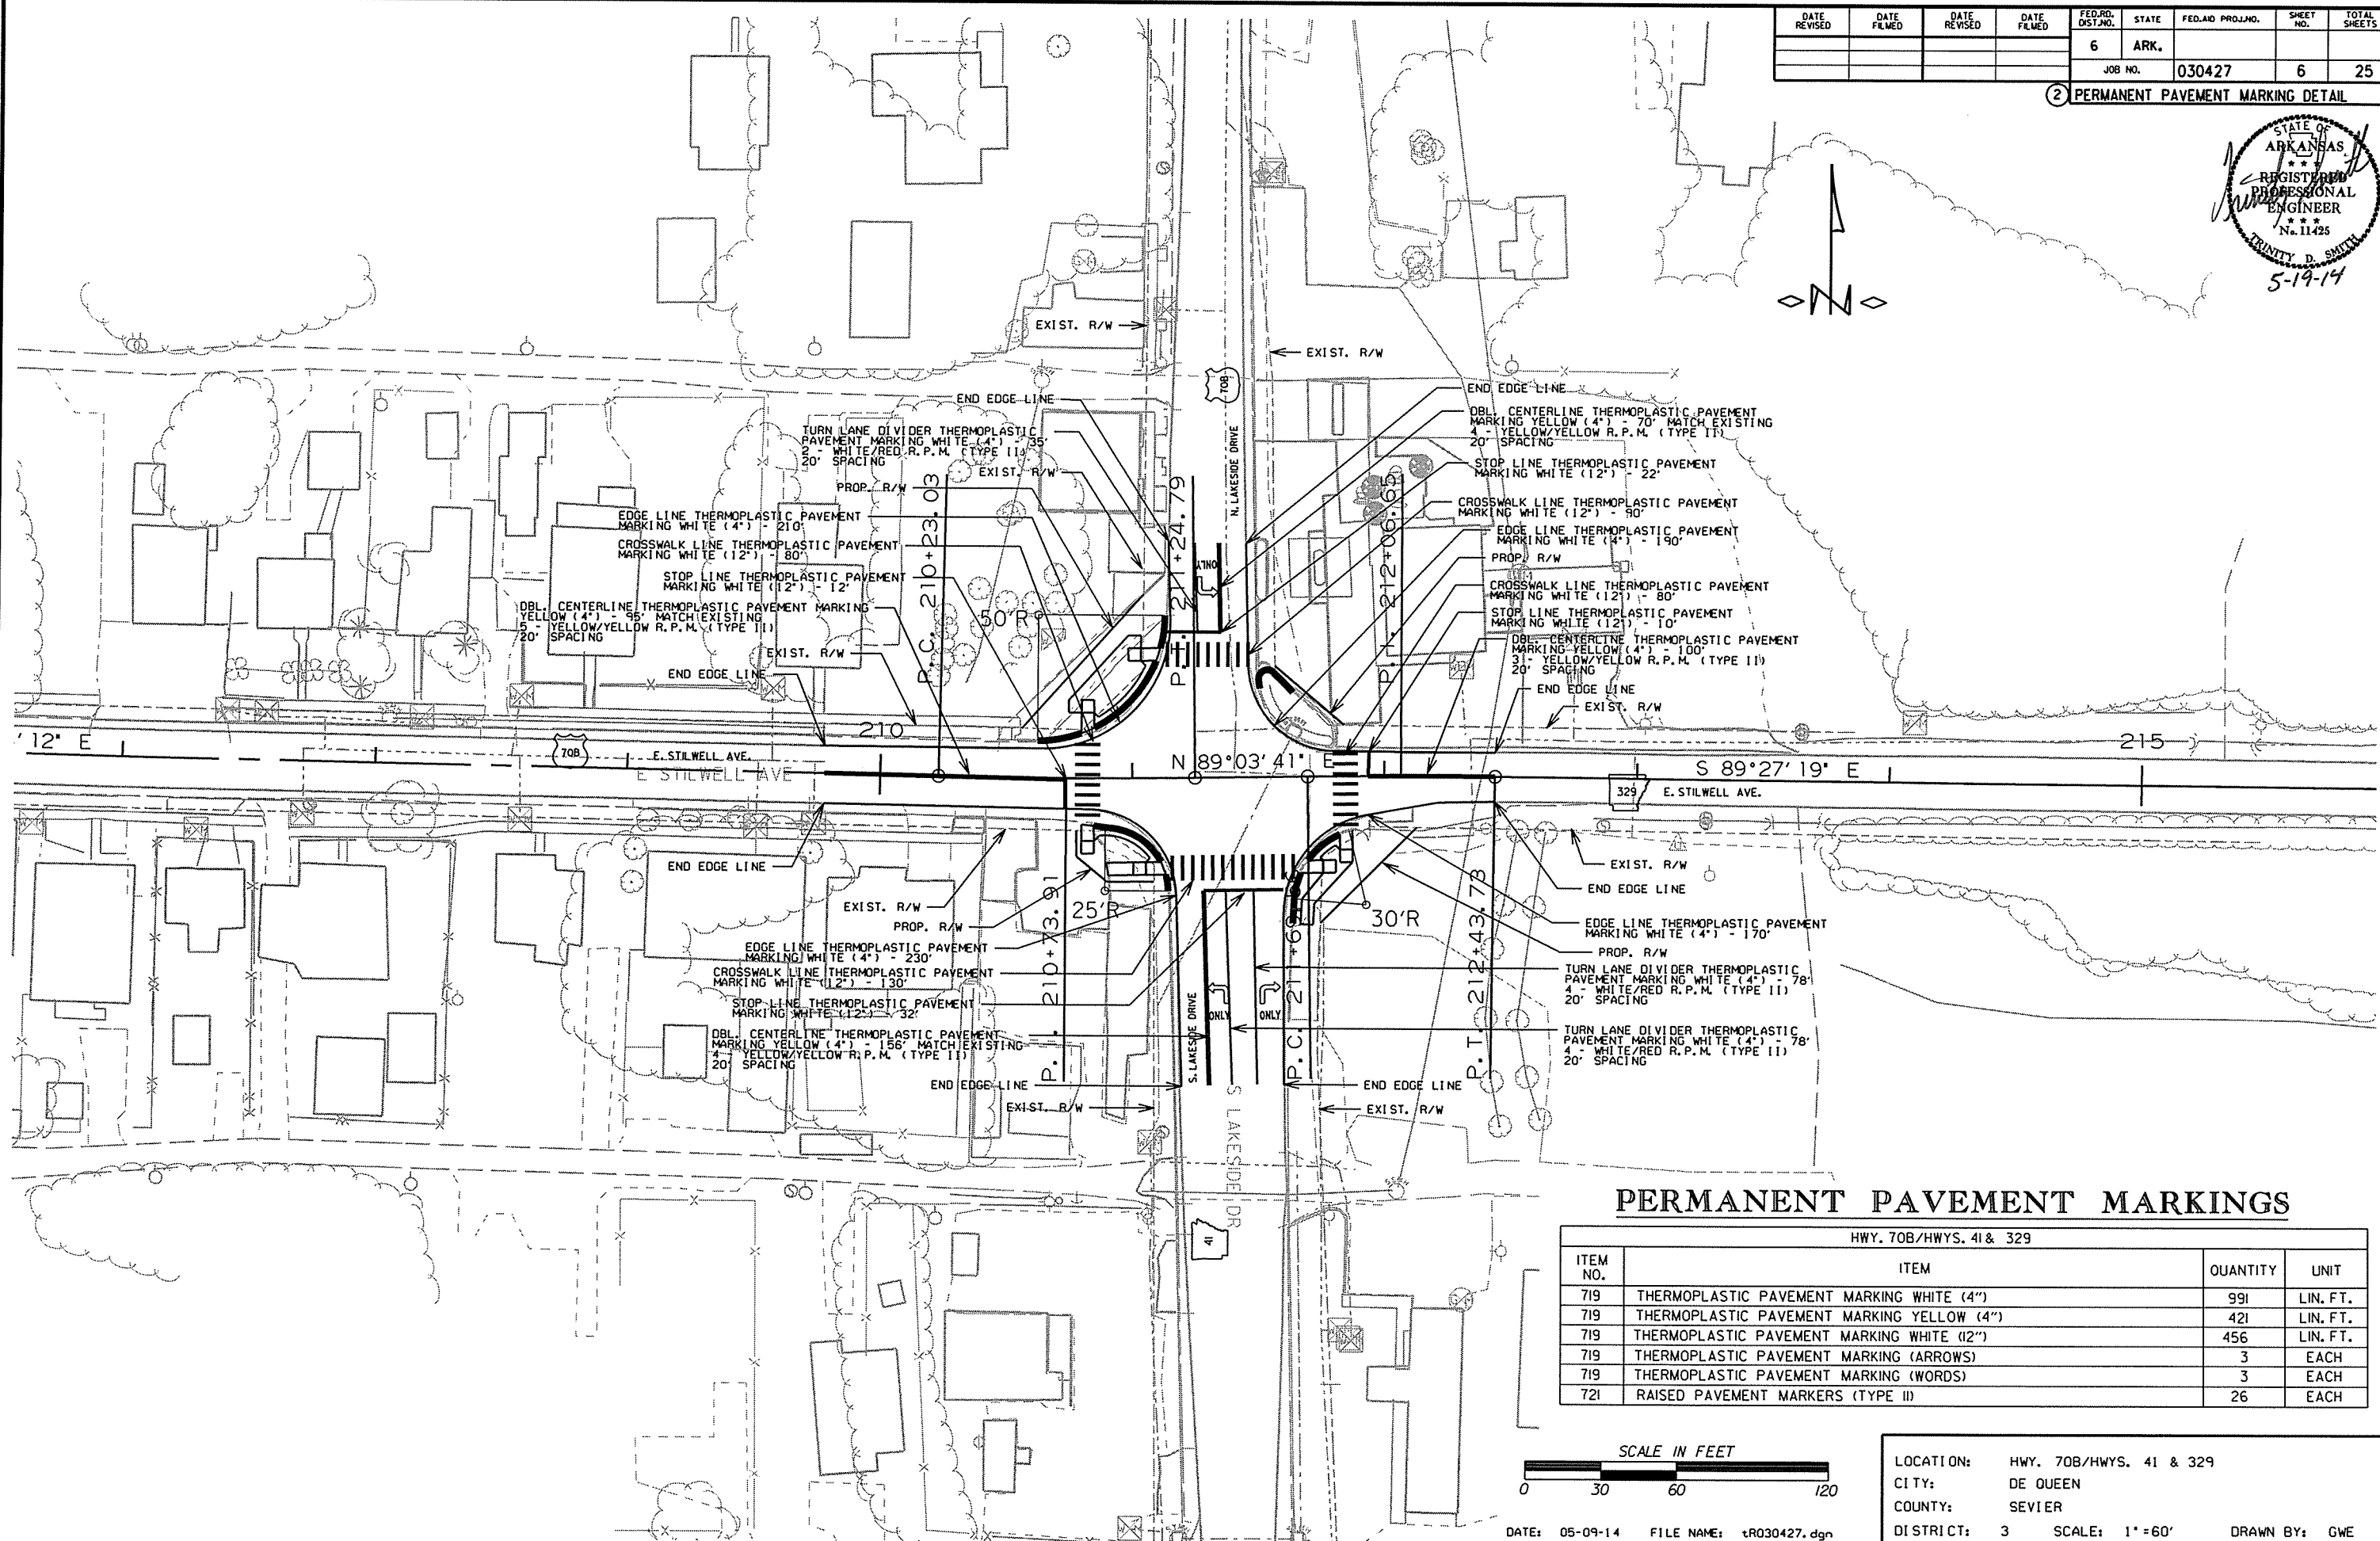 DATE REVISED
DATE FILMED
DATE REVISED
DATE FILMED
FED.RD. DIST.NO.
STATE
FED.AID PROJ.NO.
SHEET NO.
TOTAL SHEETS
6
ARK.
JOB NO.
030427
6
25
2 PERMANENT PAVEMENT MARKING DETAIL
STATE OF
ARKANSAS
REGISTERED
PROFESSIONAL
ENGINEER
No. 11425
TRINITY D. SMITH
5-19-14
N
EXIST. R/W
EXIST. R/W
70B
N. LAKESIDE DRIVE
END EDGE LINE
TURN LANE DIVIDER THERMOPLASTIC
PAVEMENT MARKING WHITE (4") - 35'
2 - WHITE/RED R.P.M. (TYPE II)
20' SPACING
EXIST. R/W
PROP. R/W
EDGE LINE THERMOPLASTIC PAVEMENT
MARKING WHITE (4") - 210'
CROSSWALK LINE THERMOPLASTIC PAVEMENT
MARKING WHITE (12") - 80'
STOP LINE THERMOPLASTIC PAVEMENT
MARKING WHITE (12") - 12'
DBL. CENTERLINE THERMOPLASTIC PAVEMENT MARKING
YELLOW (4") - 95' MATCH EXISTING
5 - YELLOW/YELLOW R.P.M. (TYPE II)
20' SPACING
EXIST. R/W
END EDGE LINE
P.C. 210+23.03
50'R
P.T. 211+24.79
ONLY
P.T. 212+06.65
END EDGE LINE
DBL. CENTERLINE THERMOPLASTIC PAVEMENT
MARKING YELLOW (4") - 70' MATCH EXISTING
4 - YELLOW/YELLOW R.P.M. (TYPE II)
20' SPACING
STOP LINE THERMOPLASTIC PAVEMENT
MARKING WHITE (12") - 22'
CROSSWALK LINE THERMOPLASTIC PAVEMENT
MARKING WHITE (12") - 90'
EDGE LINE THERMOPLASTIC PAVEMENT
MARKING WHITE (4") - 190'
PROP. R/W
CROSSWALK LINE THERMOPLASTIC PAVEMENT
MARKING WHITE (12") - 80'
STOP LINE THERMOPLASTIC PAVEMENT
MARKING WHITE (12") - 10'
DBL. CENTERLINE THERMOPLASTIC PAVEMENT
MARKING YELLOW (4") - 100'
3 - YELLOW/YELLOW R.P.M. (TYPE II)
20' SPACING
END EDGE LINE
EXIST. R/W
' 12" E
70B
E. STILWELL AVE.
E STILWELL AVE
210
N 89°03'41" E
S 89°27'19" E
215
329
E. STILWELL AVE.
END EDGE LINE
EXIST. R/W
PROP. R/W
EDGE LINE THERMOPLASTIC PAVEMENT
MARKING WHITE (4") - 230'
CROSSWALK LINE THERMOPLASTIC PAVEMENT
MARKING WHITE (12") - 130'
STOP LINE THERMOPLASTIC PAVEMENT
MARKING WHITE (12") - 32'
DBL. CENTERLINE THERMOPLASTIC PAVEMENT
MARKING YELLOW (4") - 156' MATCH EXISTING
4 - YELLOW/YELLOW R.P.M. (TYPE II)
20' SPACING
END EDGE LINE
EXIST. R/W
210+73.91
25'R
S. LAKESIDE DRIVE
ONLY
ONLY
S LAKESIDE DR
41
P.C. 211+6
30'R
P.T. 212+43.73
EXIST. R/W
END EDGE LINE
EDGE LINE THERMOPLASTIC PAVEMENT
MARKING WHITE (4") - 170'
PROP. R/W
TURN LANE DIVIDER THERMOPLASTIC
PAVEMENT MARKING WHITE (4") - 78'
4 - WHITE/RED R.P.M. (TYPE II)
20' SPACING
TURN LANE DIVIDER THERMOPLASTIC
PAVEMENT MARKING WHITE (4") - 78'
4 - WHITE/RED R.P.M. (TYPE II)
20' SPACING
END EDGE LINE
EXIST. R/W
PERMANENT PAVEMENT MARKINGS
HWY. 70B/HWYS. 41 & 329
ITEM NO. ITEM QUANTITY UNIT
719 THERMOPLASTIC PAVEMENT MARKING WHITE (4") 991 LIN. FT.
719 THERMOPLASTIC PAVEMENT MARKING YELLOW (4") 421 LIN. FT.
719 THERMOPLASTIC PAVEMENT MARKING WHITE (12") 456 LIN. FT.
719 THERMOPLASTIC PAVEMENT MARKING (ARROWS) 3 EACH
719 THERMOPLASTIC PAVEMENT MARKING (WORDS) 3 EACH
721 RAISED PAVEMENT MARKERS (TYPE II) 26 EACH
SCALE IN FEET
0 30 60 120
DATE: 05-09-14 FILE NAME: tR030427.dgn
LOCATION: HWY. 70B/HWYS. 41 & 329
CITY: DE QUEEN
COUNTY: SEVIER
DISTRICT: 3 SCALE: 1"=60' DRAWN BY: GWE